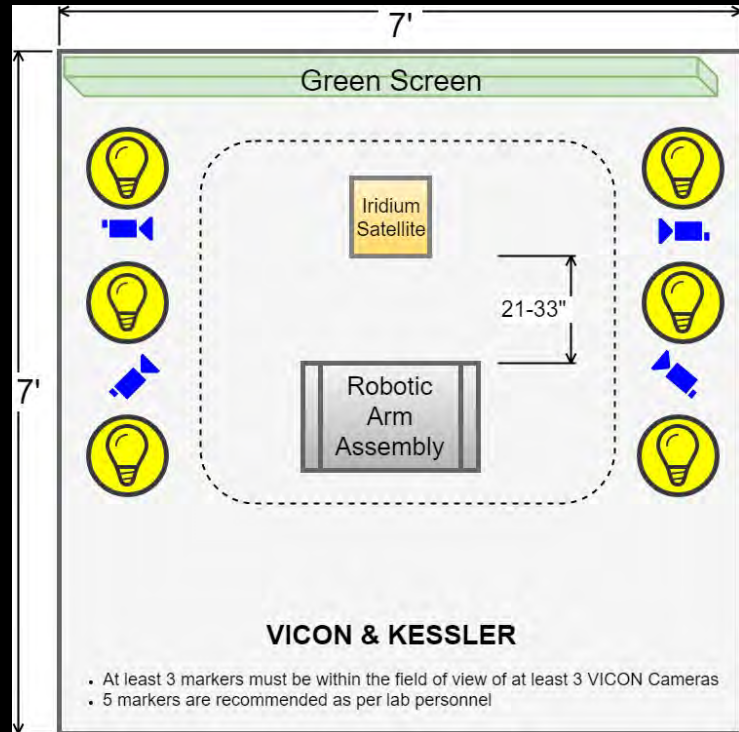 7'
Green Screen
Iridium
Satellite
21-33"
7'
Robotic
Arm
Assembly
VICON & KESSLER
• At least 3 markers must be within the field of view of at least 3 VICON Cameras
• 5 markers are recommended as per lab personnel